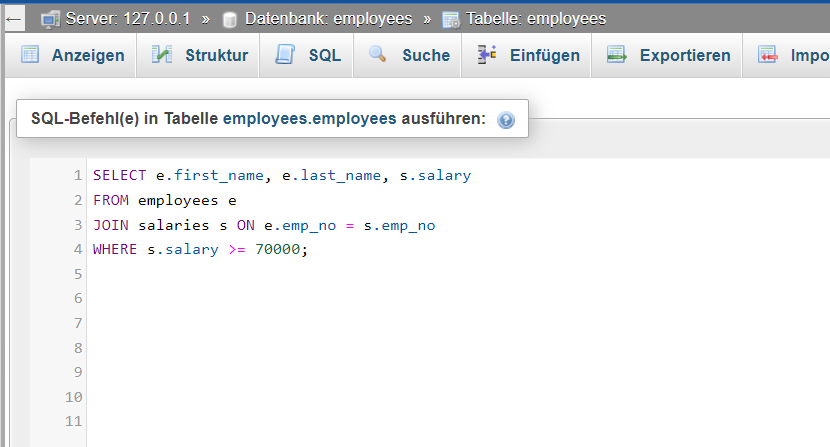 ← Server: 127.0.0.1 » Datenbank: employees » Tabelle: employees
Anzeigen Struktur SQL Suche Einfügen Exportieren Impo
SQL-Befehl(e) in Tabelle employees.employees ausführen:
1 SELECT e.first_name, e.last_name, s.salary
2 FROM employees e
3 JOIN salaries s ON e.emp_no = s.emp_no
4 WHERE s.salary >= 70000;
5
6
7
8
9
10
11